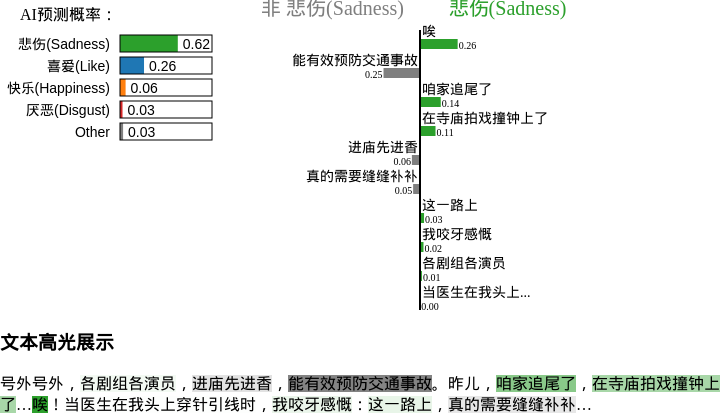 AI预测概率：
悲伤(Sadness) 0.62
喜爱(Like) 0.26
快乐(Happiness) 0.06
厌恶(Disgust) 0.03
Other 0.03
非 悲伤(Sadness) 悲伤(Sadness)
唉
0.26
能有效预防交通事故
0.25
咱家追尾了
0.14
在寺庙拍戏撞钟上了
0.11
进庙先进香
0.06
真的需要缝缝补补
0.05
这一路上
0.03
我咬牙感慨
0.02
各剧组各演员
0.01
当医生在我头上...
0.00
文本高光展示
号外号外，各剧组各演员，进庙先进香，能有效预防交通事故。昨儿，咱家追尾了，在寺庙拍戏撞钟上
了…唉！当医生在我头上穿针引线时，我咬牙感慨：这一路上，真的需要缝缝补补…